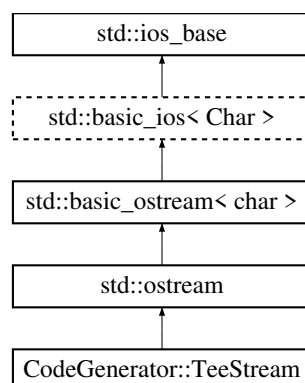 std::ios_base
std::basic_ios< Char >
std::basic_ostream< char >
std::ostream
CodeGenerator::TeeStream